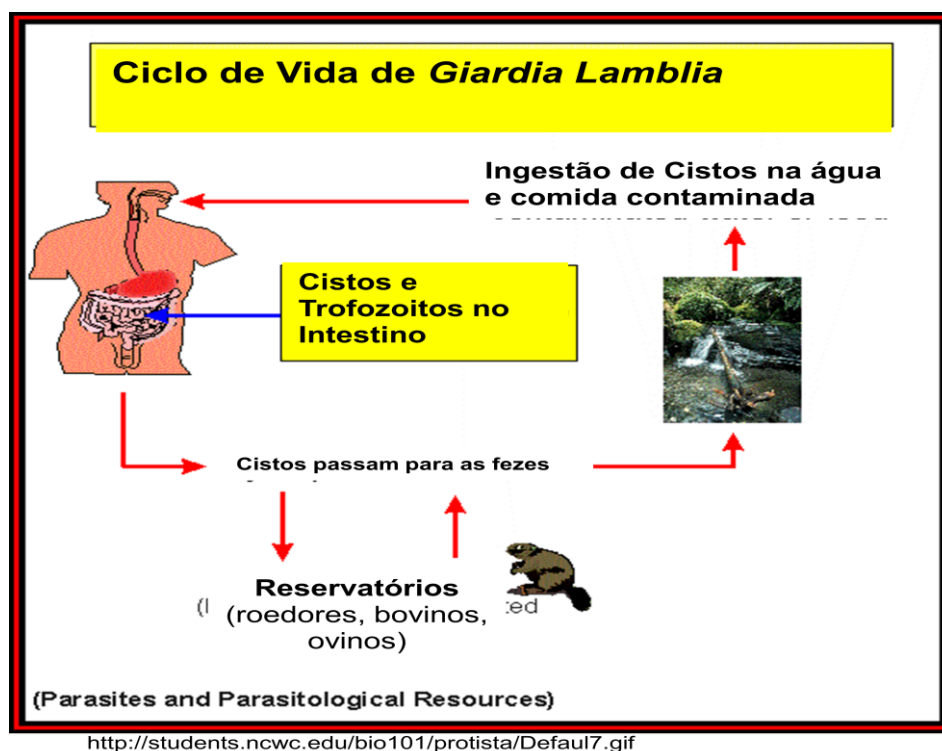 Ciclo de Vida de Giardia Lamblia
Ingestão de Cistos na água
e comida contaminada
Cistos e
Trofozoitos no
Intestino
Cistos passam para as fezes
Reservatórios
(roedores, bovinos,
ovinos)
(Parasites and Parasitological Resources)
http://students.ncwc.edu/bio101/protista/Defaul7.gif